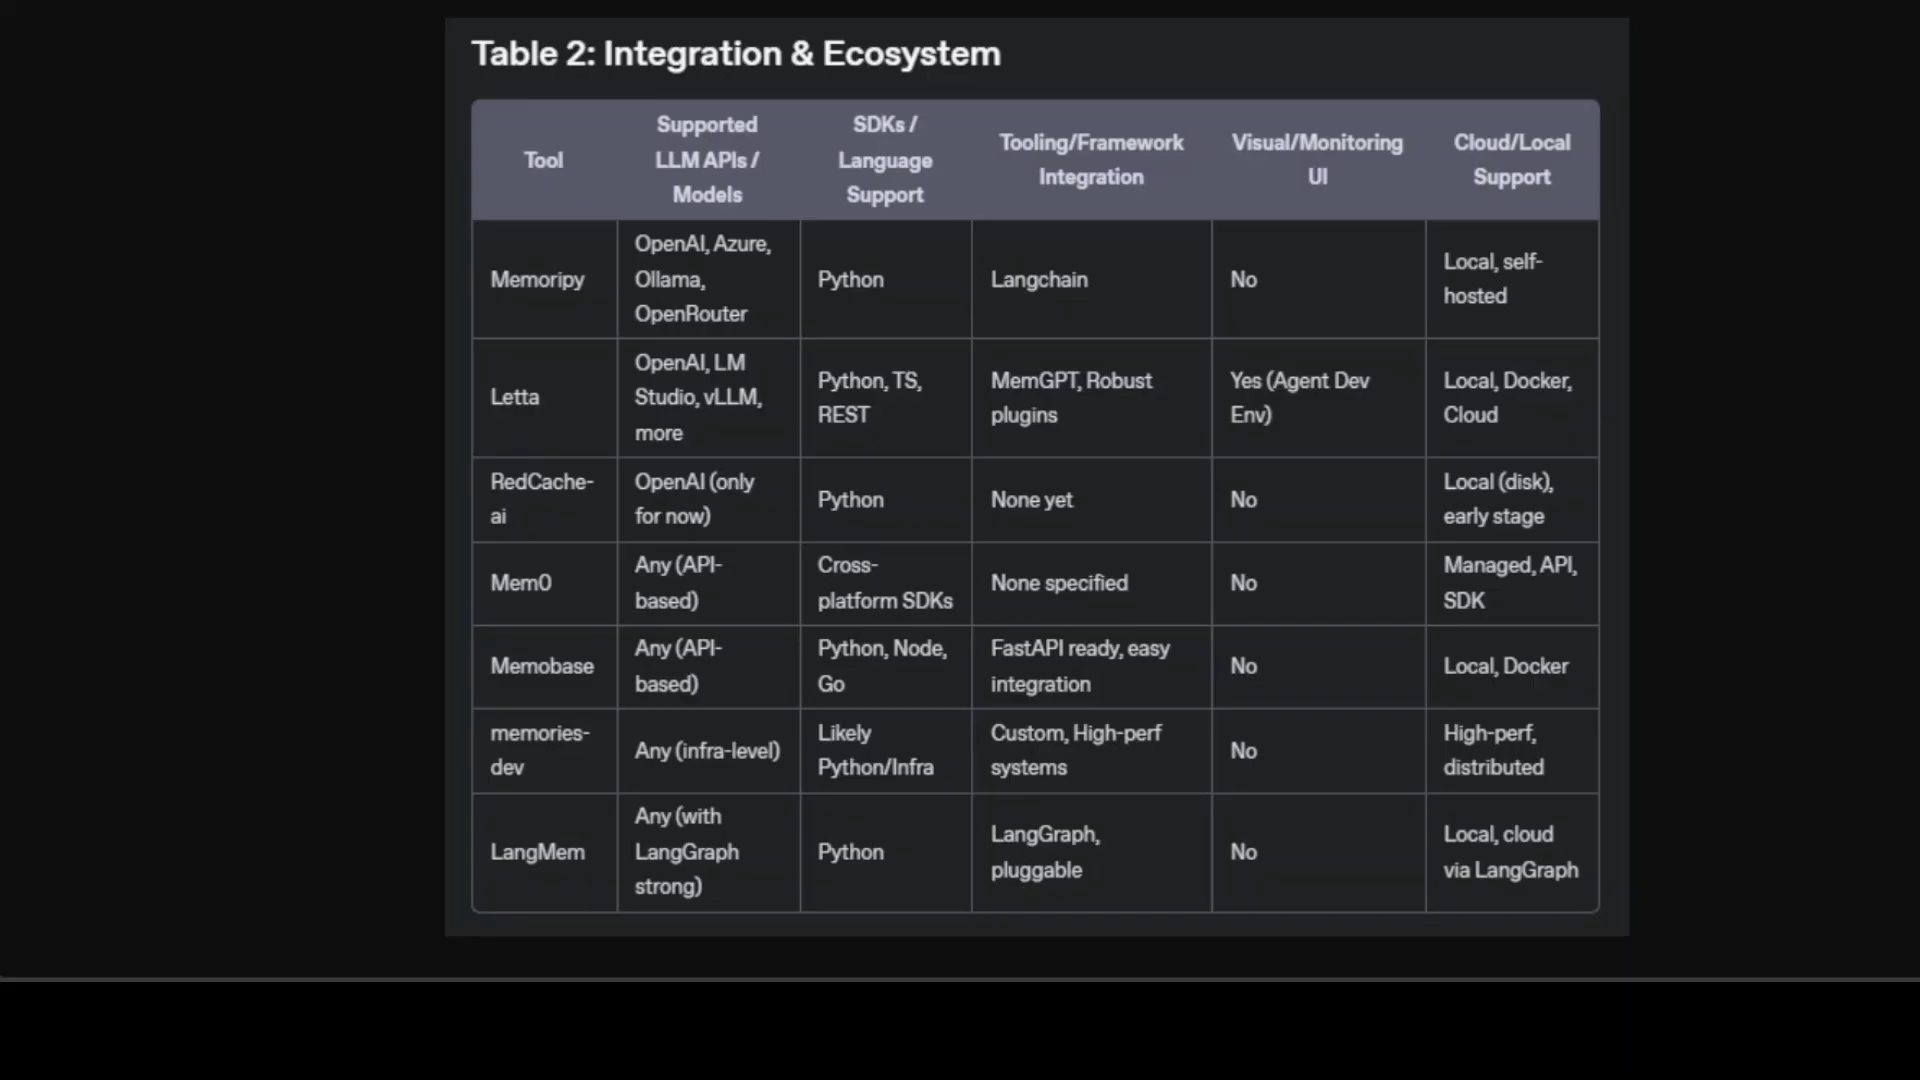 Table 2: Integration & Ecosystem
Tool
Supported
LLM APIs /
Models
SDKs /
Language
Support
Tooling/Framework
Integration
Visual/Monitoring
UI
Cloud/Local
Support
Memoripy
OpenAI, Azure,
Ollama,
OpenRouter
Python
Langchain
No
Local, self-
hosted
Letta
OpenAI, LM
Studio, vLLM,
more
Python, TS,
REST
MemGPT, Robust
plugins
Yes (Agent Dev
Env)
Local, Docker,
Cloud
RedCache-
ai
OpenAI (only
for now)
Python
None yet
No
Local (disk),
early stage
Mem0
Any (API-
based)
Cross-
platform SDKs
None specified
No
Managed, API,
SDK
Memobase
Any (API-
based)
Python, Node,
Go
FastAPI ready, easy
integration
No
Local, Docker
memories-
dev
Any (infra-level)
Likely
Python/Infra
Custom, High-perf
systems
No
High-perf,
distributed
LangMem
Any (with
LangGraph
strong)
Python
LangGraph,
pluggable
No
Local, cloud
via LangGraph